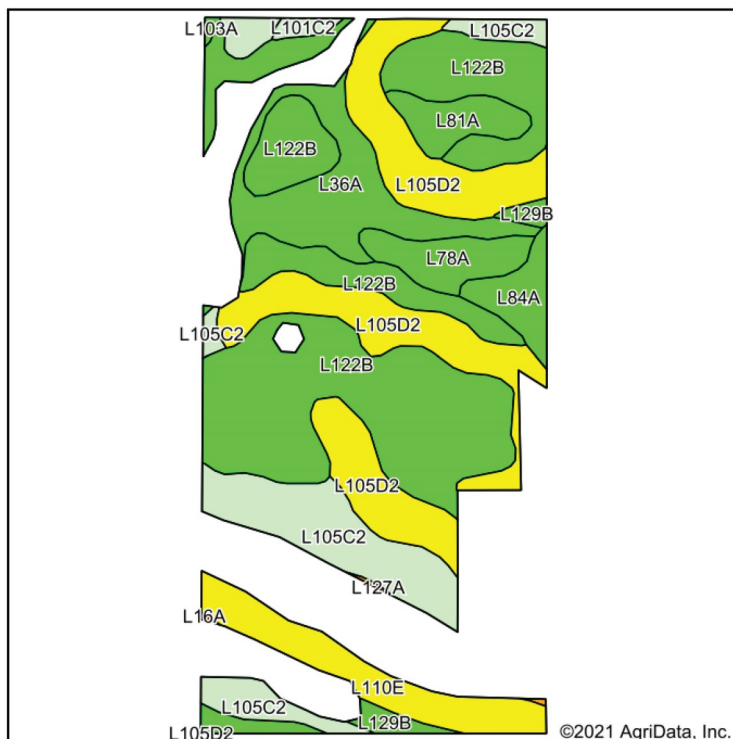 L103A
L101C2
L105C2
L122B
L81A
L122B
L36A
L105D2
L129B
L78A
L122B
L84A
L105C2
L105D2
L122B
L105D2
L105C2
L127A
L16A
L110E
L105C2
L129B
L105D2
©2021 AgriData, Inc.